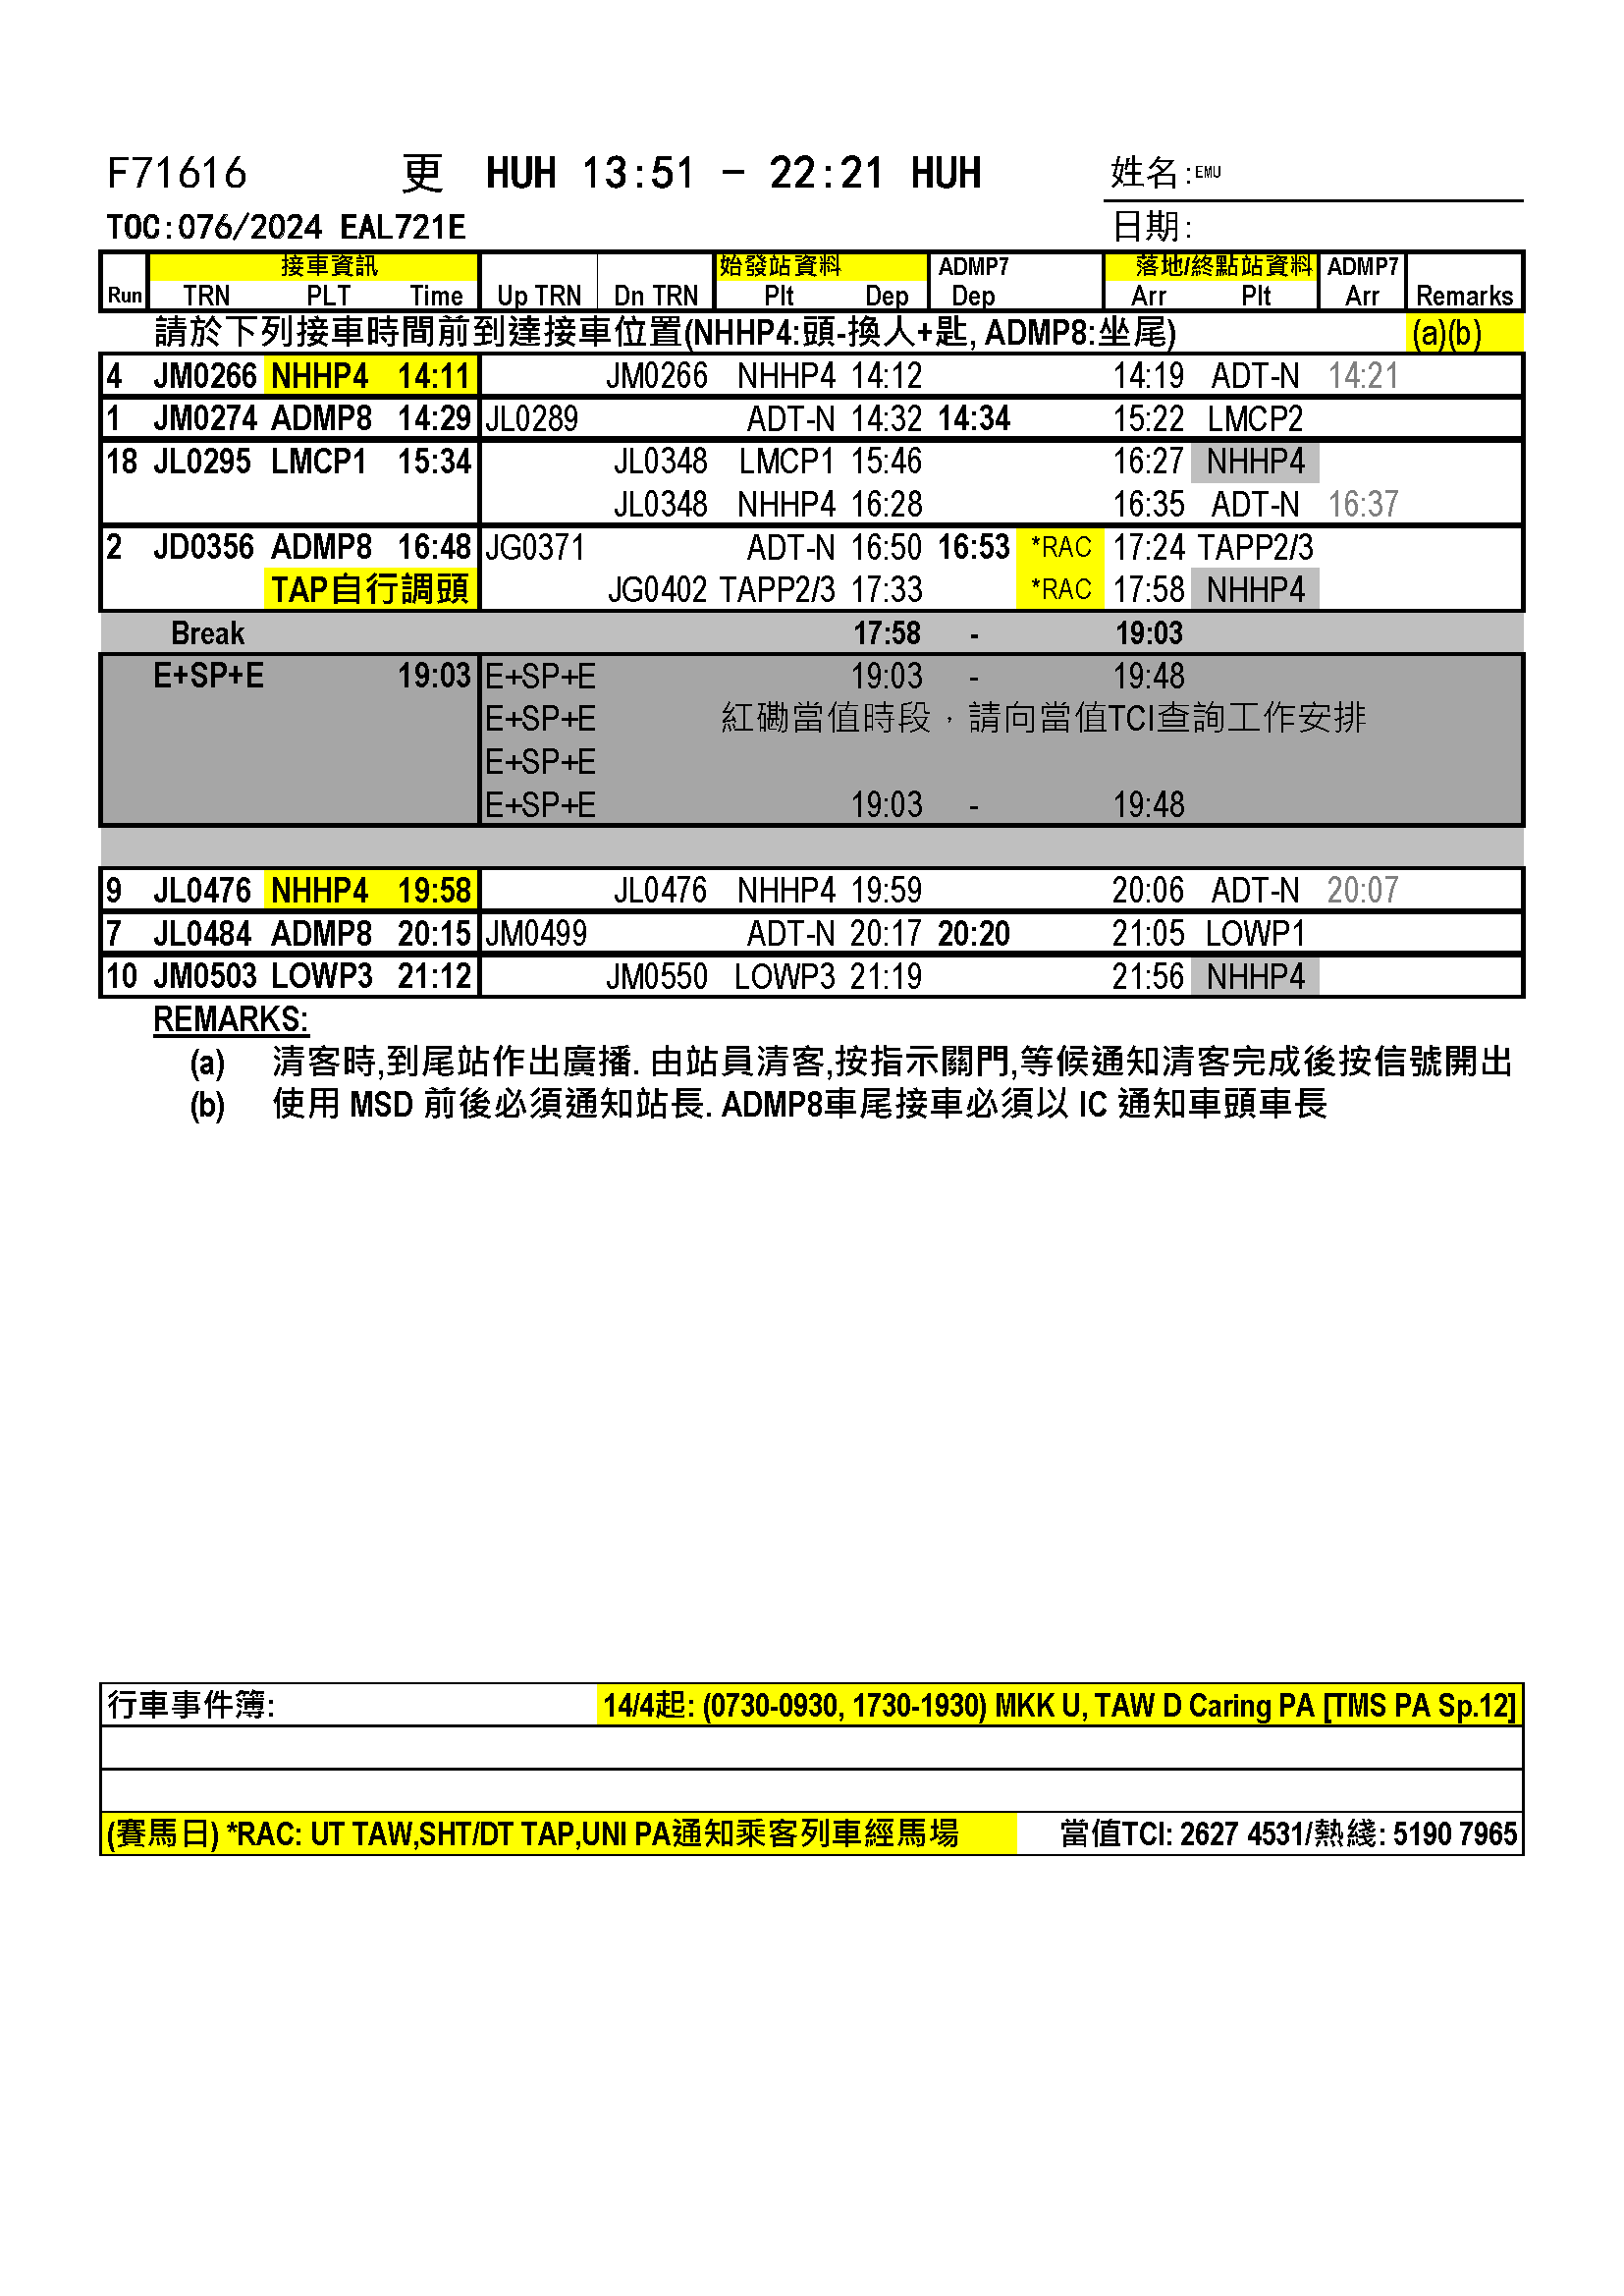 F71616 更 HUH 13:51 - 22:21 HUH 姓名:EMU
TOC:076/2024 EAL721E 日期:
接車資訊 始發站資料 ADMP7 落地/終點站資料 ADMP7
Run TRN PLT Time Up TRN Dn TRN Plt Dep Dep Arr Plt Arr Remarks
請於下列接車時間前到達接車位置(NHHP4:頭-換人+匙, ADMP8:坐尾) (a)(b)
4 JM0266 NHHP4 14:11 JM0266 NHHP4 14:12 14:19 ADT-N 14:21
1 JM0274 ADMP8 14:29 JL0289 ADT-N 14:32 14:34 15:22 LMCP2
18 JL0295 LMCP1 15:34 JL0348 LMCP1 15:46 16:27 NHHP4
JL0348 NHHP4 16:28 16:35 ADT-N 16:37
2 JD0356 ADMP8 16:48 JG0371 ADT-N 16:50 16:53 *RAC 17:24 TAPP2/3
TAP自行調頭 JG0402 TAPP2/3 17:33 *RAC 17:58 NHHP4
Break 17:58 - 19:03
E+SP+E 19:03 E+SP+E 19:03 - 19:48
E+SP+E 紅磡當值時段，請向當值TCI查詢工作安排
E+SP+E
E+SP+E 19:03 - 19:48
9 JL0476 NHHP4 19:58 JL0476 NHHP4 19:59 20:06 ADT-N 20:07
7 JL0484 ADMP8 20:15 JM0499 ADT-N 20:17 20:20 21:05 LOWP1
10 JM0503 LOWP3 21:12 JM0550 LOWP3 21:19 21:56 NHHP4
REMARKS:
(a) 清客時,到尾站作出廣播. 由站員清客,按指示關門,等候通知清客完成後按信號開出
(b) 使用 MSD 前後必須通知站長. ADMP8車尾接車必須以 IC 通知車頭車長
行車事件簿: 14/4起: (0730-0930, 1730-1930) MKK U, TAW D Caring PA [TMS PA Sp.12]
(賽馬日) *RAC: UT TAW,SHT/DT TAP,UNI PA通知乘客列車經馬場 當值TCI: 2627 4531/熱綫: 5190 7965